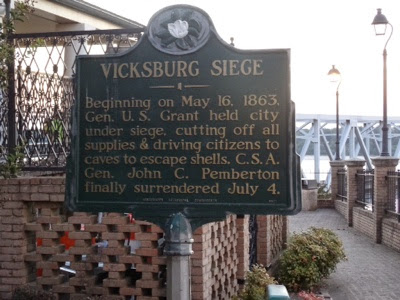 VICKSBURG SIEGE
Beginning on May 16, 1863,
Gen. U. S. Grant held city
under siege, cutting off all
supplies & driving citizens to
caves to escape shells. C. S. A.
Gen. John C. Pemberton
finally surrendered July 4.